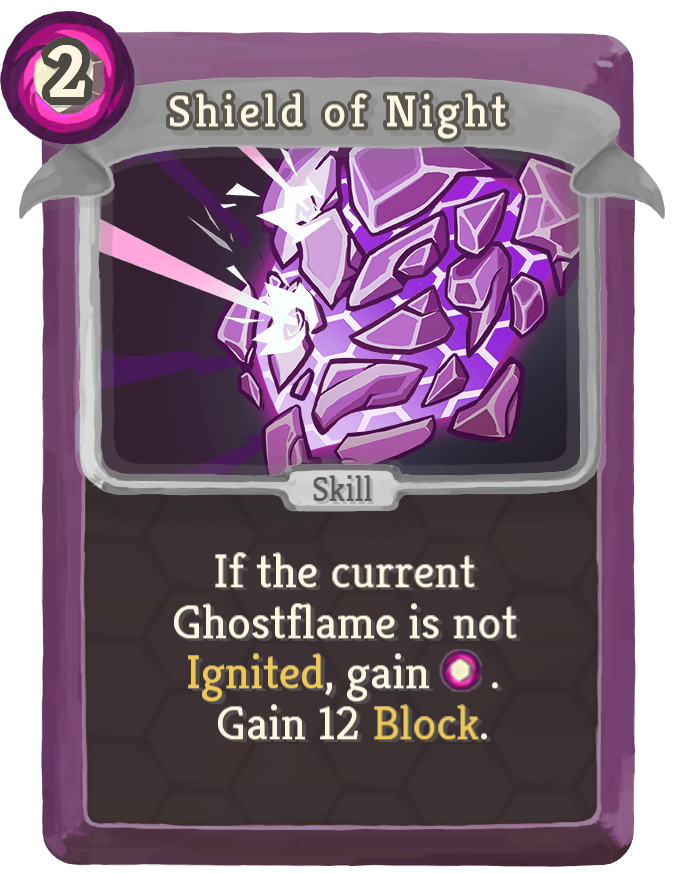 2
Shield of Night
Skill
If the current
Ghostflame is not
Ignited, gain .
Gain 12 Block.